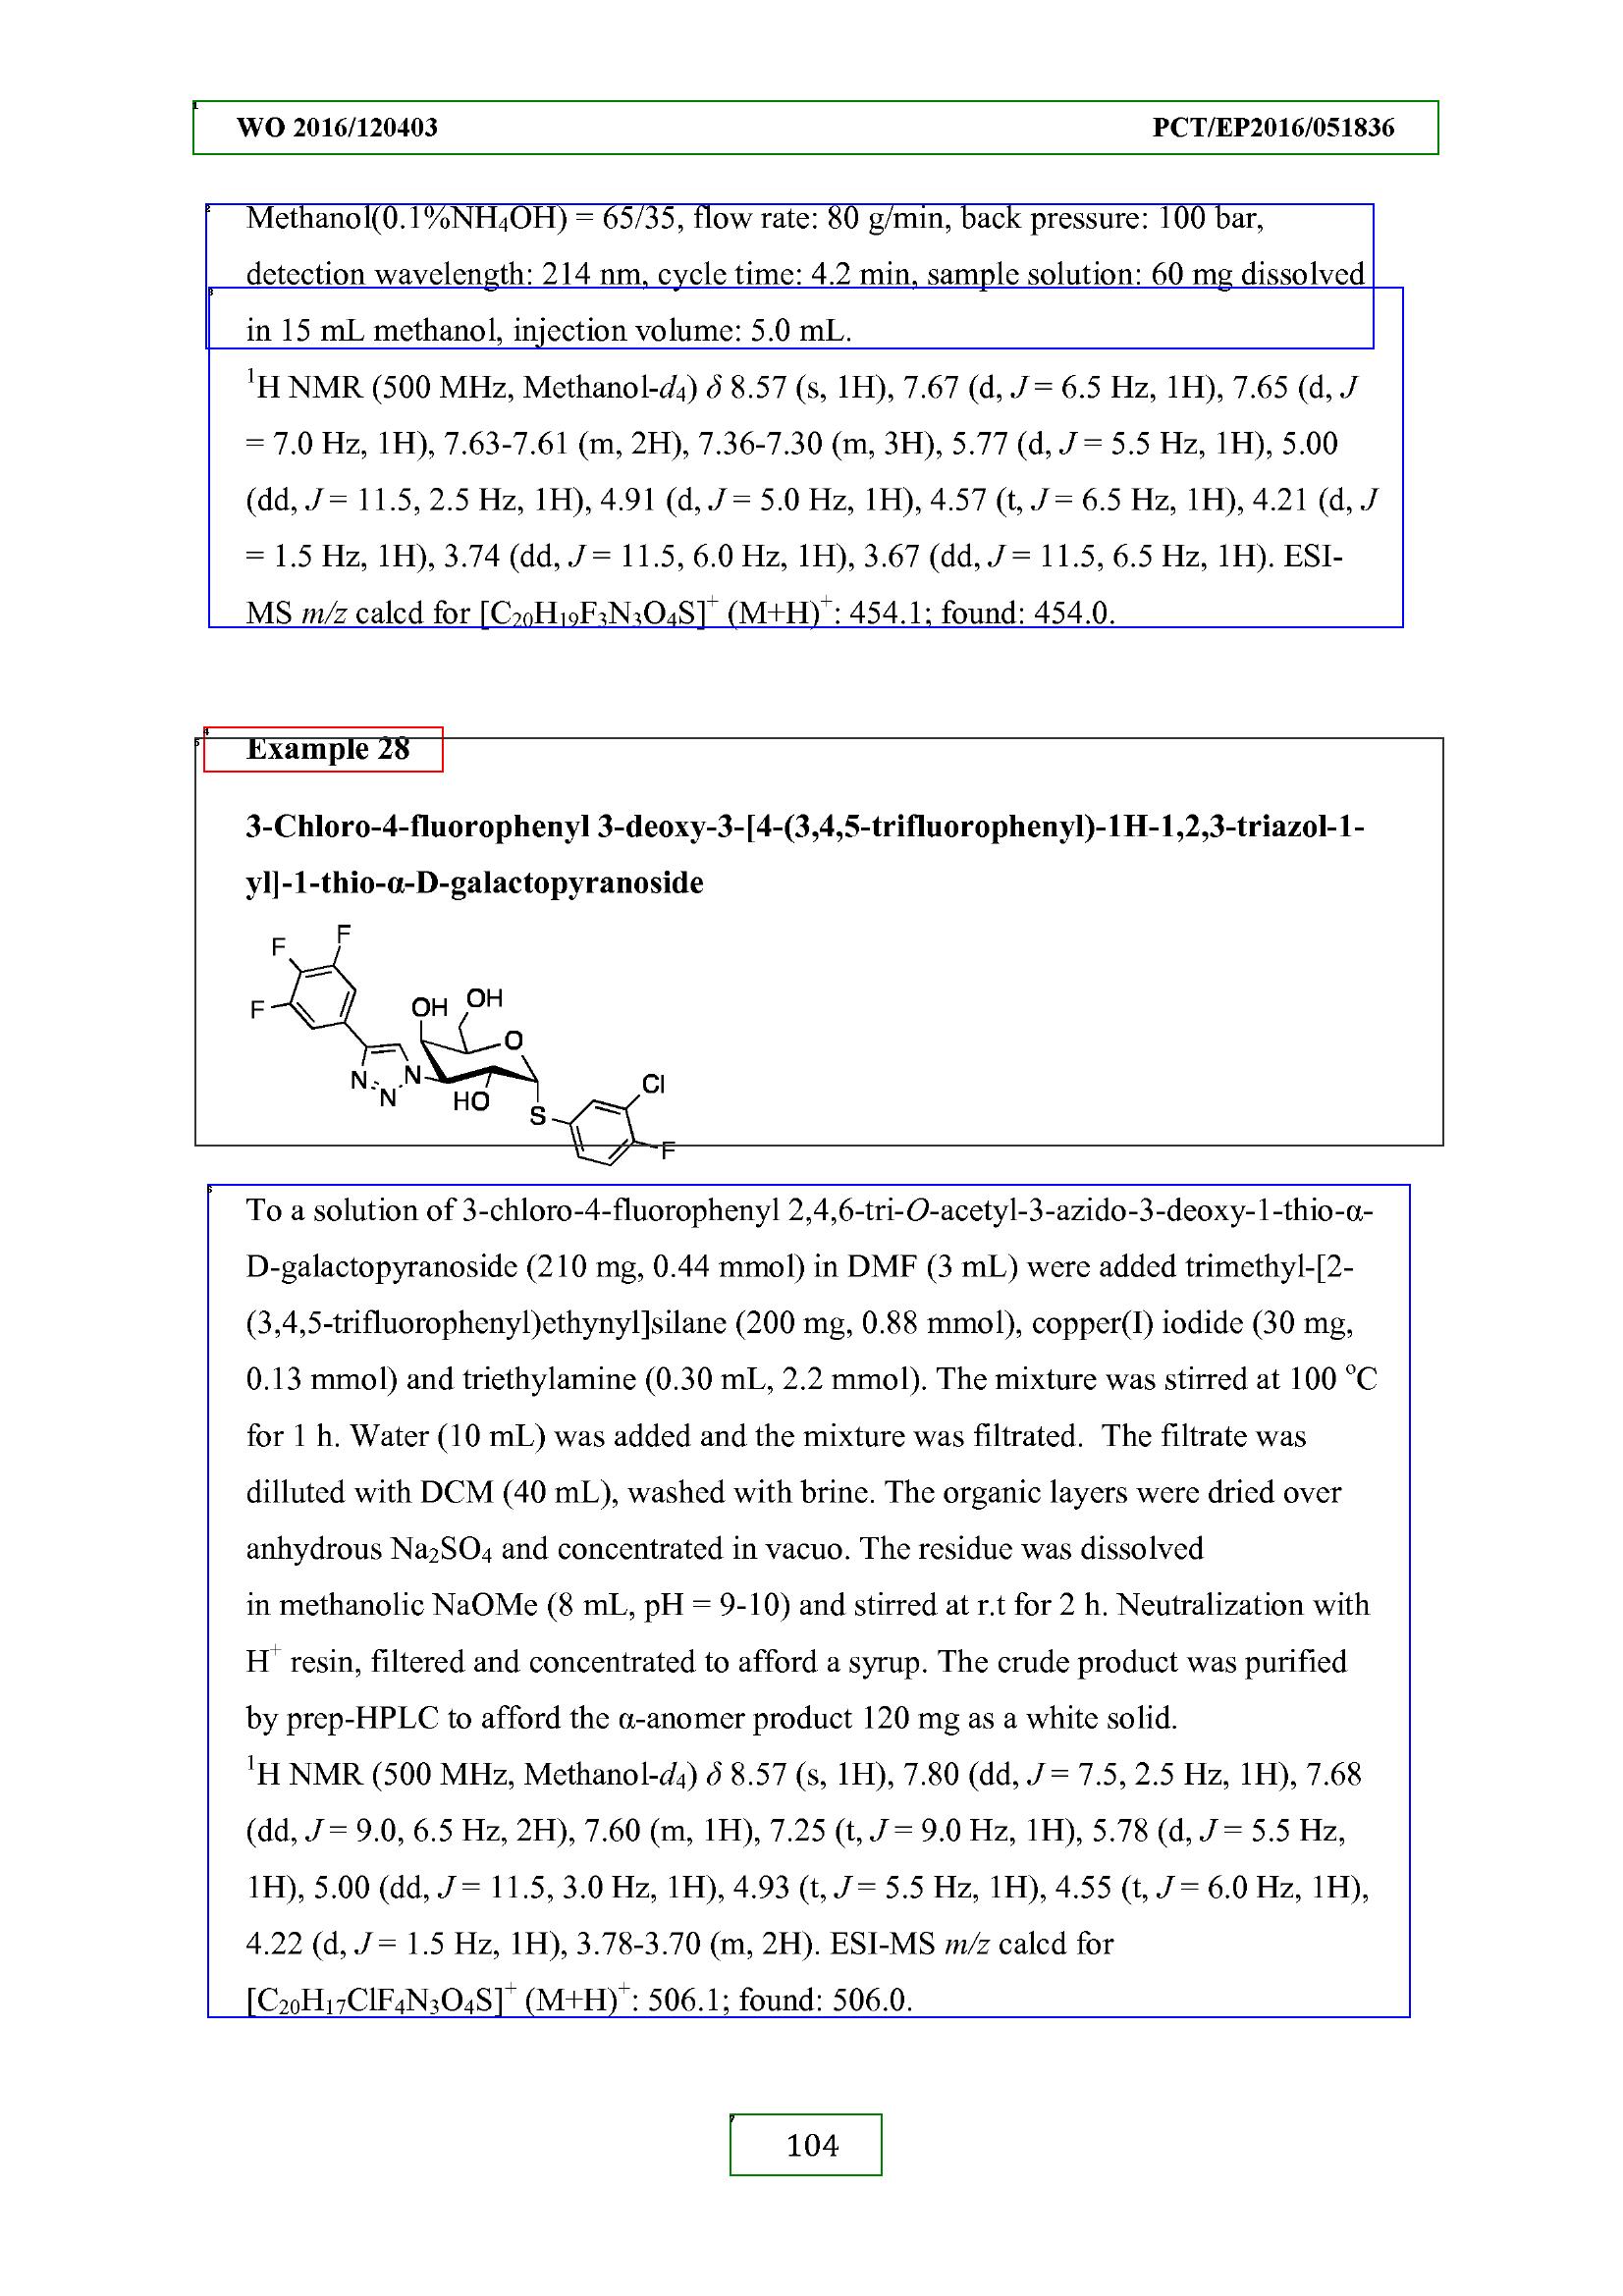 WO 2016/120403 PCT/EP2016/051836
Methanol(0.1%NH₄OH) = 65/35, flow rate: 80 g/min, back pressure: 100 bar,
detection wavelength: 214 nm, cycle time: 4.2 min, sample solution: 60 mg dissolved
in 15 mL methanol, injection volume: 5.0 mL.
¹H NMR (500 MHz, Methanol-d₄) δ 8.57 (s, 1H), 7.67 (d, J = 6.5 Hz, 1H), 7.65 (d, J
= 7.0 Hz, 1H), 7.63-7.61 (m, 2H), 7.36-7.30 (m, 3H), 5.77 (d, J = 5.5 Hz, 1H), 5.00
(dd, J = 11.5, 2.5 Hz, 1H), 4.91 (d, J = 5.0 Hz, 1H), 4.57 (t, J = 6.5 Hz, 1H), 4.21 (d, J
= 1.5 Hz, 1H), 3.74 (dd, J = 11.5, 6.0 Hz, 1H), 3.67 (dd, J = 11.5, 6.5 Hz, 1H). ESI-
MS m/z calcd for [C₂₀H₁₉F₃N₃O₄S]⁺ (M+H)⁺: 454.1; found: 454.0.
Example 28
3-Chloro-4-fluorophenyl 3-deoxy-3-[4-(3,4,5-trifluorophenyl)-1H-1,2,3-triazol-1-
yl]-1-thio-α-D-galactopyranoside
F
F
F
OH
OH
O
N
N
N
HO
S
Cl
F
To a solution of 3-chloro-4-fluorophenyl 2,4,6-tri-O-acetyl-3-azido-3-deoxy-1-thio-α-
D-galactopyranoside (210 mg, 0.44 mmol) in DMF (3 mL) were added trimethyl-[2-
(3,4,5-trifluorophenyl)ethynyl]silane (200 mg, 0.88 mmol), copper(I) iodide (30 mg,
0.13 mmol) and triethylamine (0.30 mL, 2.2 mmol). The mixture was stirred at 100 °C
for 1 h. Water (10 mL) was added and the mixture was filtrated.  The filtrate was
dilluted with DCM (40 mL), washed with brine. The organic layers were dried over
anhydrous Na₂SO₄ and concentrated in vacuo. The residue was dissolved
in methanolic NaOMe (8 mL, pH = 9-10) and stirred at r.t for 2 h. Neutralization with
H⁺ resin, filtered and concentrated to afford a syrup. The crude product was purified
by prep-HPLC to afford the α-anomer product 120 mg as a white solid.
¹H NMR (500 MHz, Methanol-d₄) δ 8.57 (s, 1H), 7.80 (dd, J = 7.5, 2.5 Hz, 1H), 7.68
(dd, J = 9.0, 6.5 Hz, 2H), 7.60 (m, 1H), 7.25 (t, J = 9.0 Hz, 1H), 5.78 (d, J = 5.5 Hz,
1H), 5.00 (dd, J = 11.5, 3.0 Hz, 1H), 4.93 (t, J = 5.5 Hz, 1H), 4.55 (t, J = 6.0 Hz, 1H),
4.22 (d, J = 1.5 Hz, 1H), 3.78-3.70 (m, 2H). ESI-MS m/z calcd for
[C₂₀H₁₇ClF₄N₃O₄S]⁺ (M+H)⁺: 506.1; found: 506.0.
104